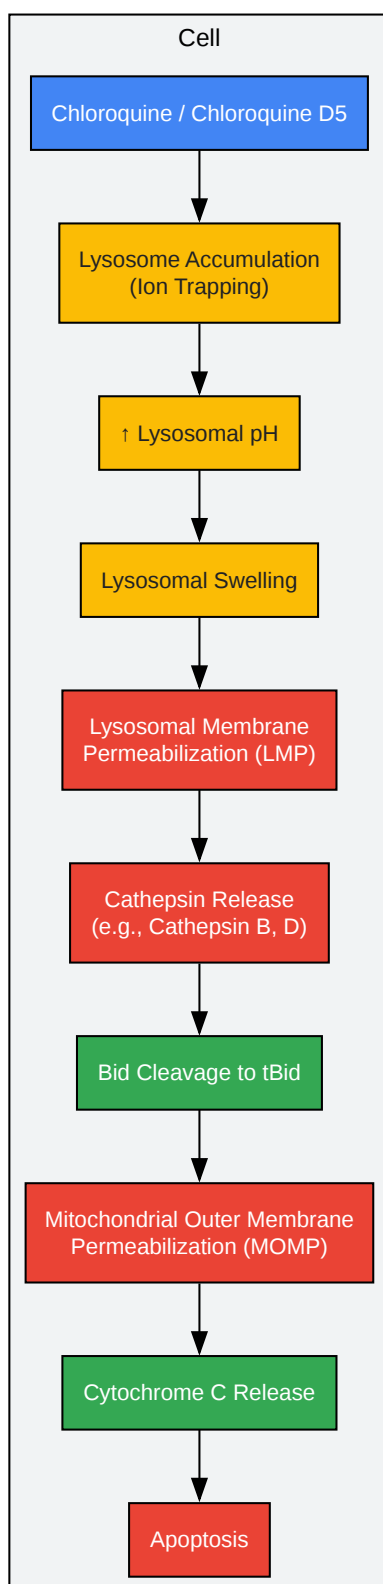 Cell
Chloroquine / Chloroquine D5
Lysosome Accumulation
(Ion Trapping)
↑ Lysosomal pH
Lysosomal Swelling
Lysosomal Membrane
Permeabilization (LMP)
Cathepsin Release
(e.g., Cathepsin B, D)
Bid Cleavage to tBid
Mitochondrial Outer Membrane
Permeabilization (MOMP)
Cytochrome C Release
Apoptosis